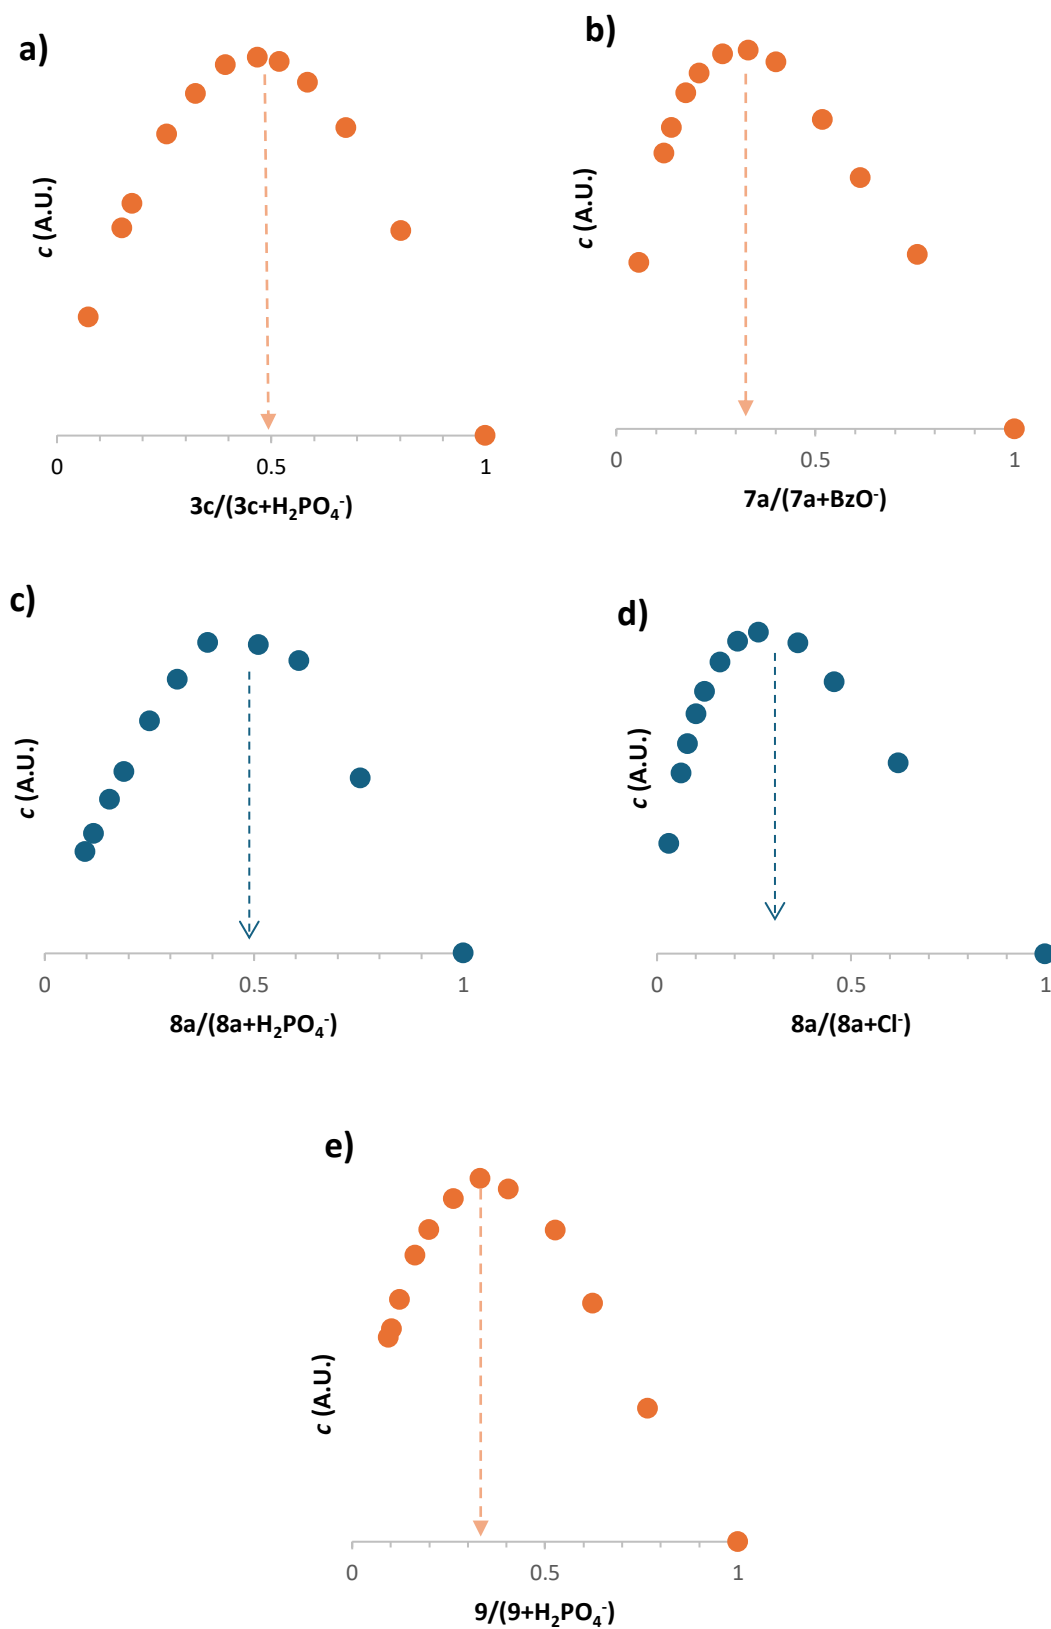 a)
c (A.U.)
0 0.5 1
3c/(3c+H₂PO₄⁻)
b)
c (A.U.)
0 0.5 1
7a/(7a+BzO⁻)
c)
c (A.U.)
0 0.5 1
8a/(8a+H₂PO₄⁻)
d)
c (A.U.)
0 0.5 1
8a/(8a+Cl⁻)
e)
c (A.U.)
0 0.5 1
9/(9+H₂PO₄⁻)